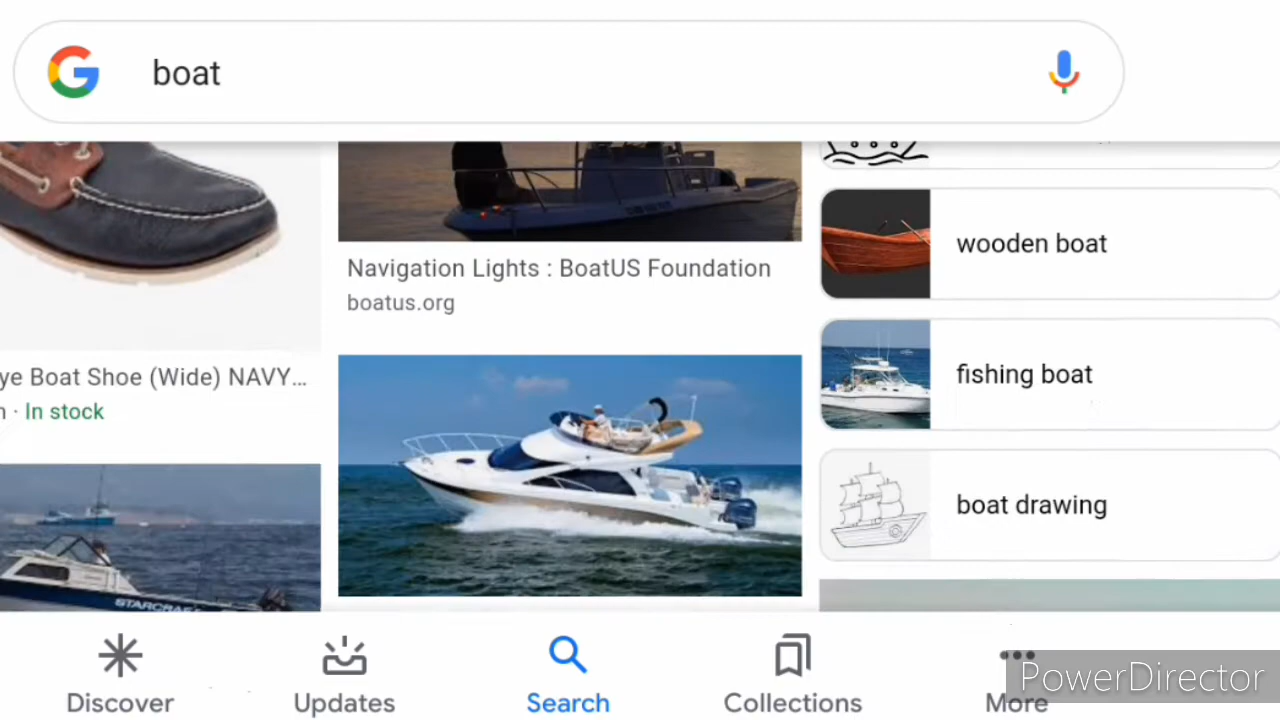 boat
Navigation Lights : BoatUS Foundation
boatus.org
wooden boat
fishing boat
boat drawing
ye Boat Shoe (Wide) NAVY...
· In stock
STARCRAF
Discover
Updates
Search
Collections
More
PowerDirector